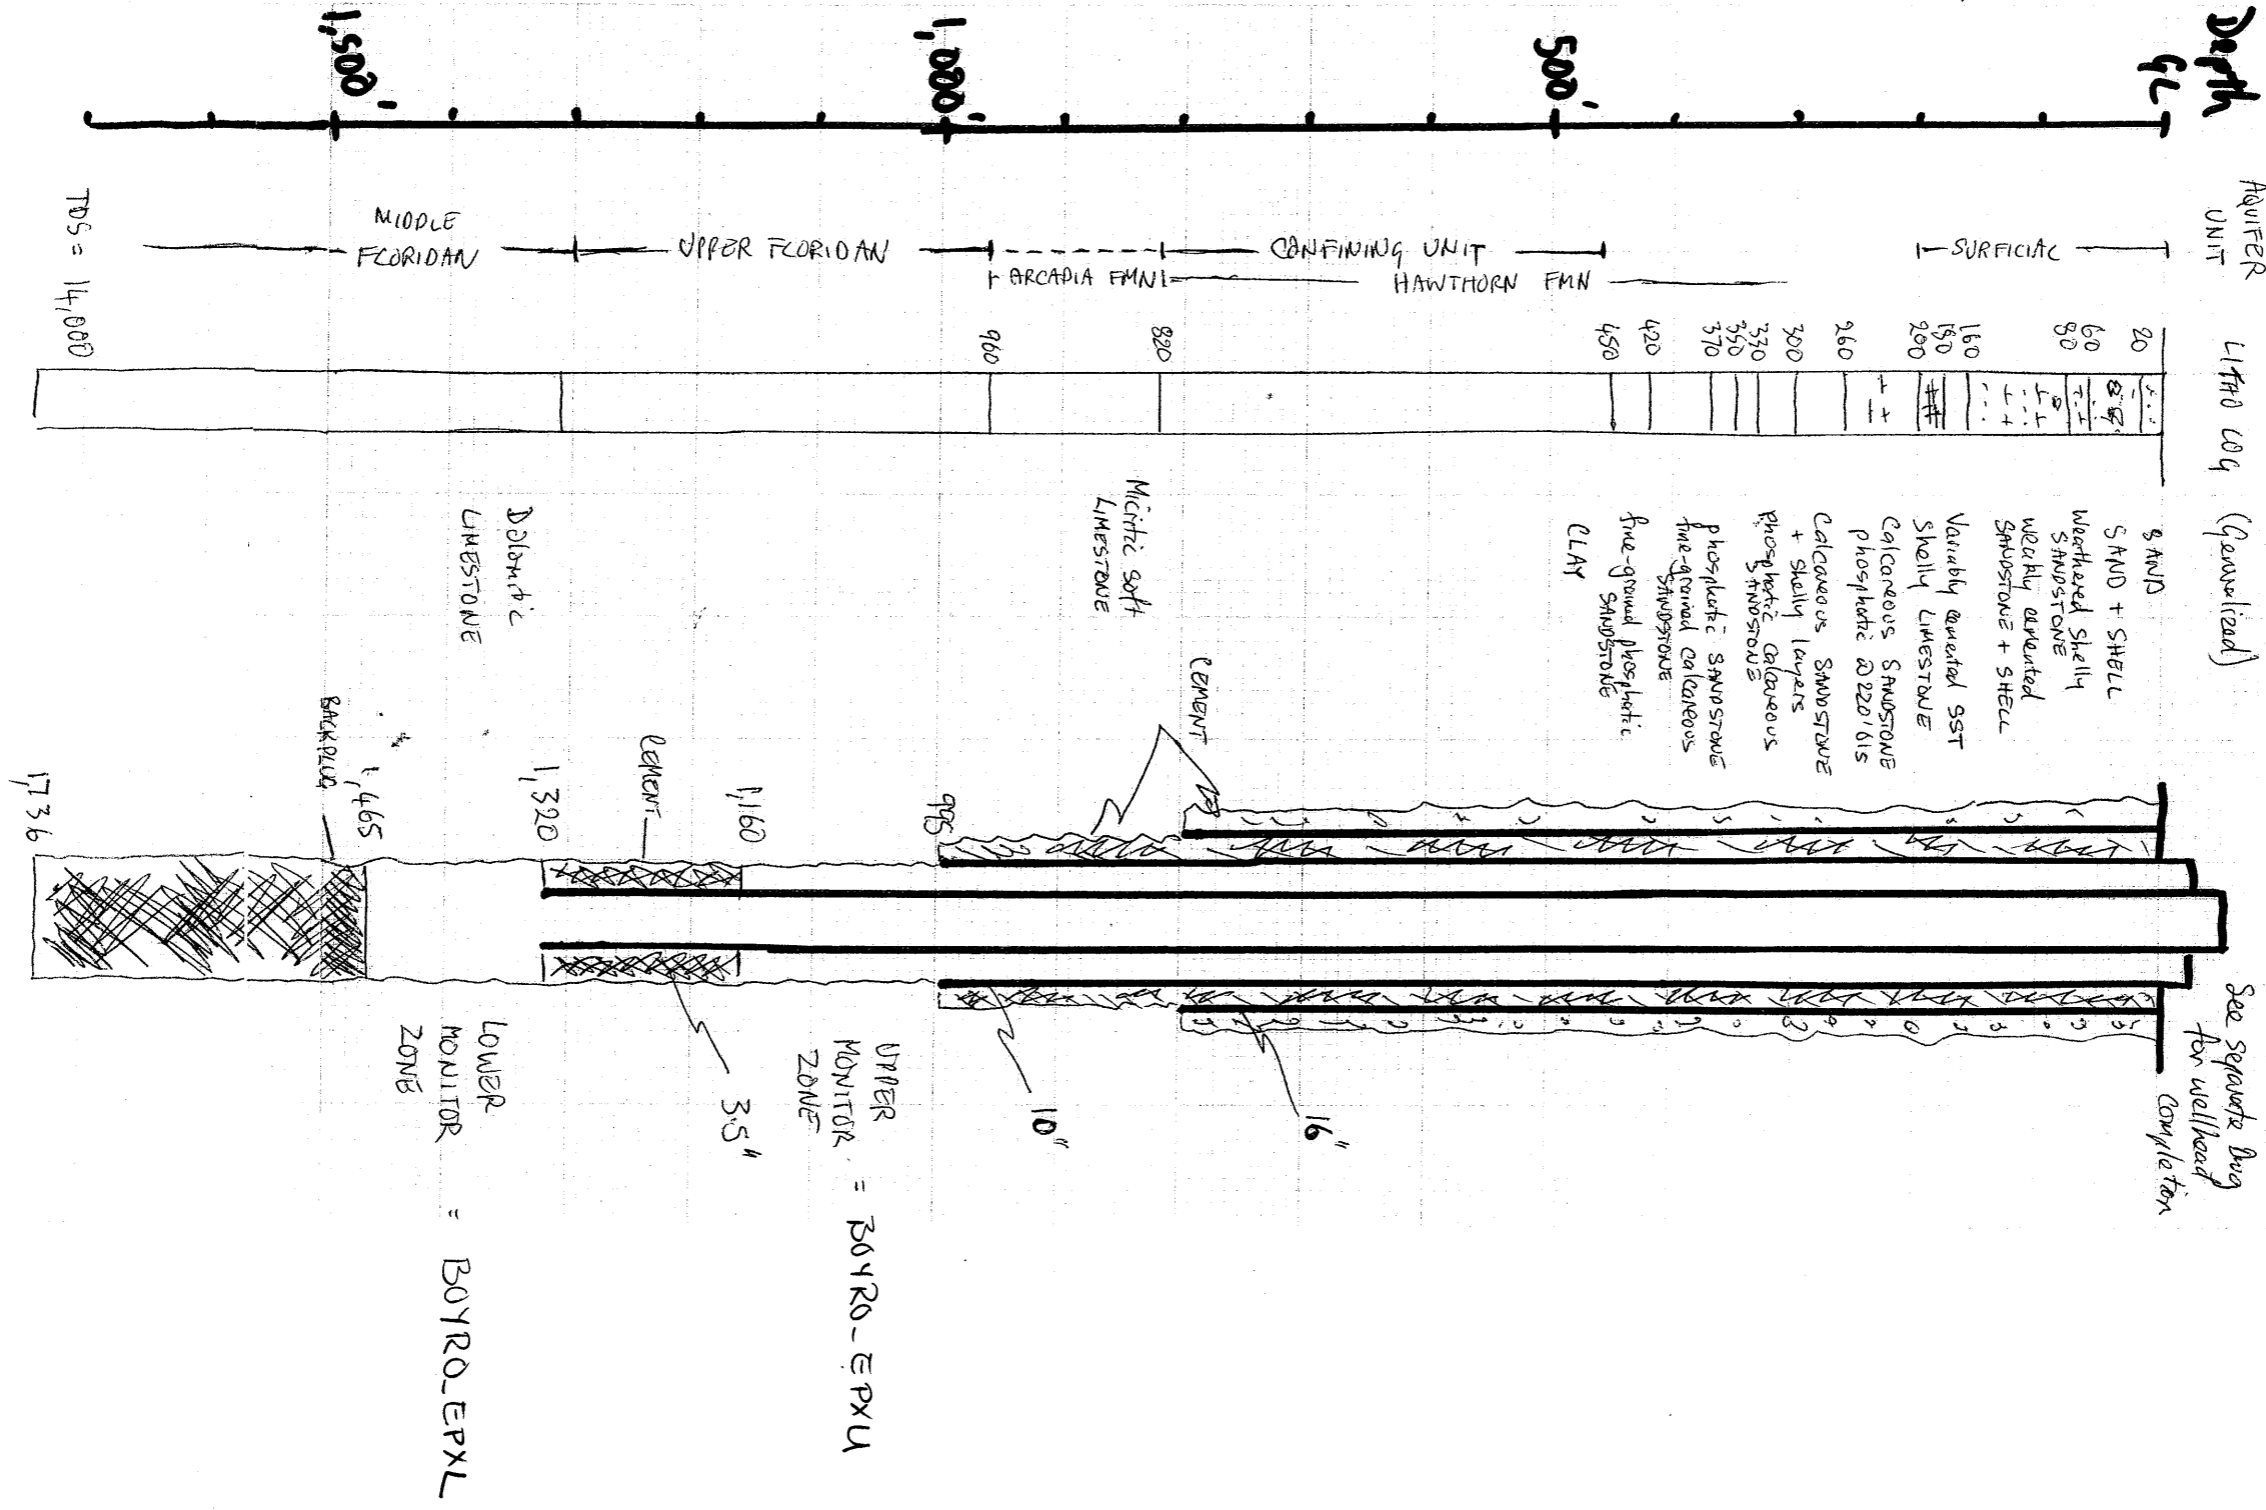 Depth
GL
500'
1,000'
1,500'
AQUIFER
UNIT
SURFICIAL
CONFINING UNIT
HAWTHORN FMN
ARCADIA FMN
UPPER FLORIDAN
MIDDLE
FLORIDAN
TDS = 14,000
LITHO LOG (Generalized)
20
60
80
160
180
200
260
300
330
350
370
420
450
820
960
SAND
SAND + SHELL
Weathered shelly
SANDSTONE
weakly cemented
SANDSTONE + SHELL
Variably cemented SST
Shelly LIMESTONE
Calcareous SANDSTONE
phosphatic @ 220' bls
Calcareous SANDSTONE
+ shelly layers
phosphatic calcareous
SANDSTONE
phosphatic SANDSTONE
fine-grained calcareous
SANDSTONE
fine-grained phosphatic
SANDSTONE
CLAY
Micritic soft
LIMESTONE
Dolomitic
LIMESTONE
CEMENT
995
1,160
CEMENT
1,320
1,465
BACKPLUG
1,736
See separate Dwg
for wellhead
completion
16"
10"
3.5"
UPPER
MONITOR
ZONE
= BOYRO_EPXU
LOWER
MONITOR
ZONE
= BOYRO_EPXL